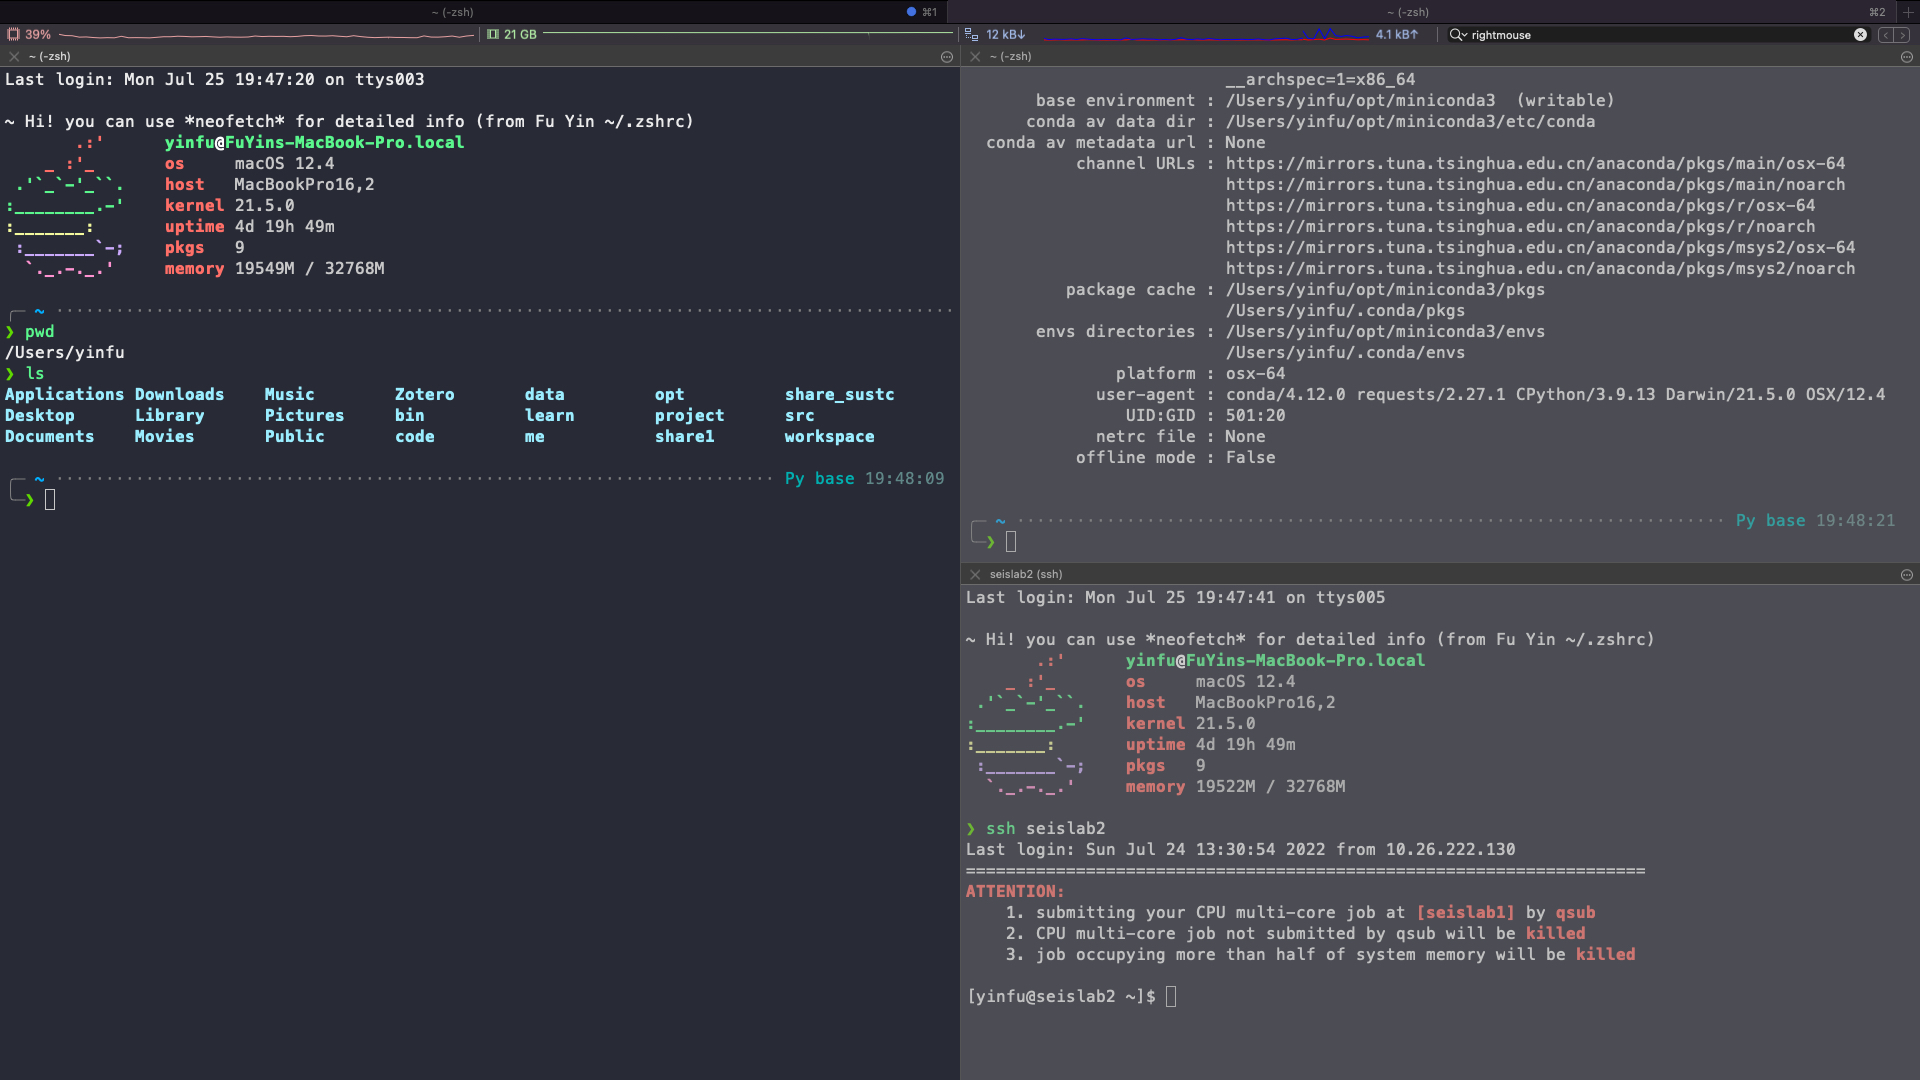 ~ (-zsh) ⌘1 ~ (-zsh) ⌘2
39% 21 GB 12 kB↓ 4.1 kB↑ rightmouse
~ (-zsh)
Last login: Mon Jul 25 19:47:20 on ttys003
~ Hi! you can use *neofetch* for detailed info (from Fu Yin ~/.zshrc)
yinfu@FuYins-MacBook-Pro.local
os macOS 12.4
host MacBookPro16,2
kernel 21.5.0
uptime 4d 19h 49m
pkgs 9
memory 19549M / 32768M
~
❯ pwd
/Users/yinfu
❯ ls
Applications Downloads Music Zotero data opt share_sustc
Desktop Library Pictures bin learn project src
Documents Movies Public code me share1 workspace
~ Py base 19:48:09
❯
~ (-zsh)
__archspec=1=x86_64
base environment : /Users/yinfu/opt/miniconda3 (writable)
conda av data dir : /Users/yinfu/opt/miniconda3/etc/conda
conda av metadata url : None
channel URLs : https://mirrors.tuna.tsinghua.edu.cn/anaconda/pkgs/main/osx-64
https://mirrors.tuna.tsinghua.edu.cn/anaconda/pkgs/main/noarch
https://mirrors.tuna.tsinghua.edu.cn/anaconda/pkgs/r/osx-64
https://mirrors.tuna.tsinghua.edu.cn/anaconda/pkgs/r/noarch
https://mirrors.tuna.tsinghua.edu.cn/anaconda/pkgs/msys2/osx-64
https://mirrors.tuna.tsinghua.edu.cn/anaconda/pkgs/msys2/noarch
package cache : /Users/yinfu/opt/miniconda3/pkgs
/Users/yinfu/.conda/pkgs
envs directories : /Users/yinfu/opt/miniconda3/envs
/Users/yinfu/.conda/envs
platform : osx-64
user-agent : conda/4.12.0 requests/2.27.1 CPython/3.9.13 Darwin/21.5.0 OSX/12.4
UID:GID : 501:20
netrc file : None
offline mode : False
~ Py base 19:48:21
❯
seislab2 (ssh)
Last login: Mon Jul 25 19:47:41 on ttys005
~ Hi! you can use *neofetch* for detailed info (from Fu Yin ~/.zshrc)
yinfu@FuYins-MacBook-Pro.local
os macOS 12.4
host MacBookPro16,2
kernel 21.5.0
uptime 4d 19h 49m
pkgs 9
memory 19522M / 32768M
❯ ssh seislab2
Last login: Sun Jul 24 13:30:54 2022 from 10.26.222.130
====================================================================
ATTENTION:
1. submitting your CPU multi-core job at [seislab1] by qsub
2. CPU multi-core job not submitted by qsub will be killed
3. job occupying more than half of system memory will be killed
[yinfu@seislab2 ~]$